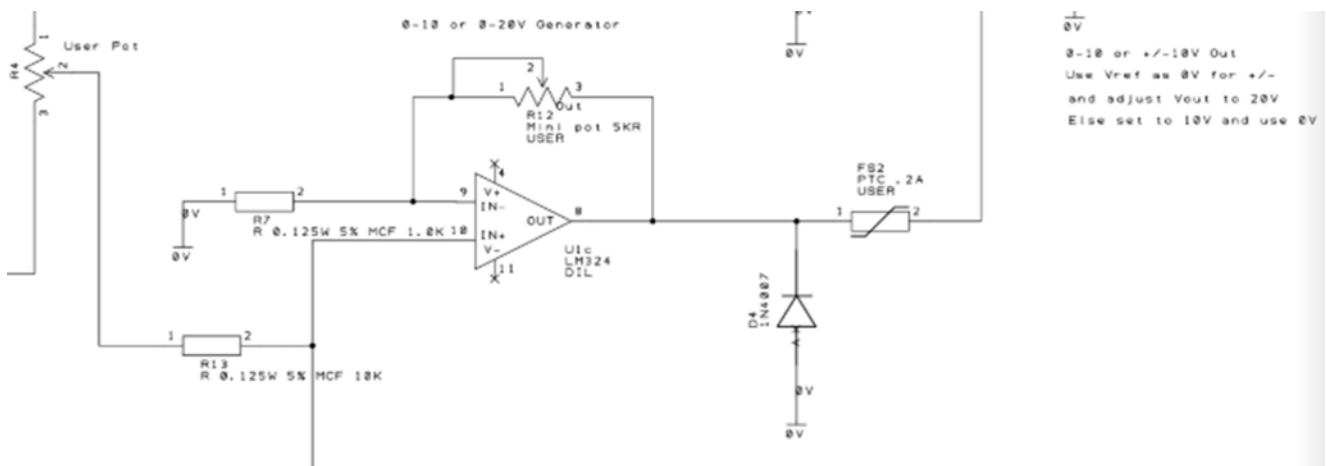 0-10 or 0-20V Generator
0V
0V
1
User Pot
R4
2
3
0-10 or +/-10V Out
Use Vref as 0V for +/-
and adjust Vout to 20V
Else set to 10V and use 0V
2
1
3
Out
R12
Mini pot 5KR
USER
FS2
PTC .2A
USER
4
1
2
9
V+
IN-
0V
R7
R 0.125W 5% MCF 1.0K
10
IN+
V-
OUT
8
1
2
0V
11
U1c
LM324
DIL
D4
1N4007
A
1
2
R13
R 0.125W 5% MCF 10K
0V
0V